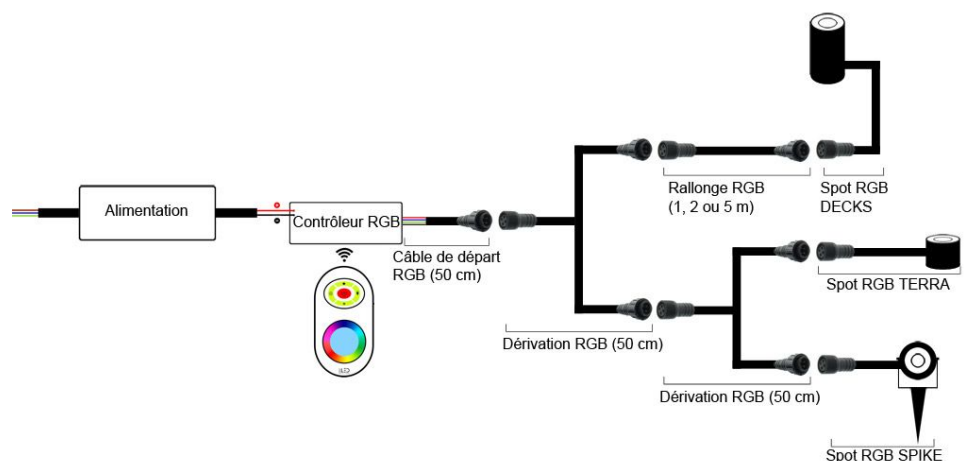 Alimentation
Contrôleur RGB
Câble de départ
RGB (50 cm)
Dérivation RGB (50 cm)
Rallonge RGB
(1, 2 ou 5 m)
Spot RGB
DECKS
Spot RGB TERRA
Dérivation RGB (50 cm)
Spot RGB SPIKE